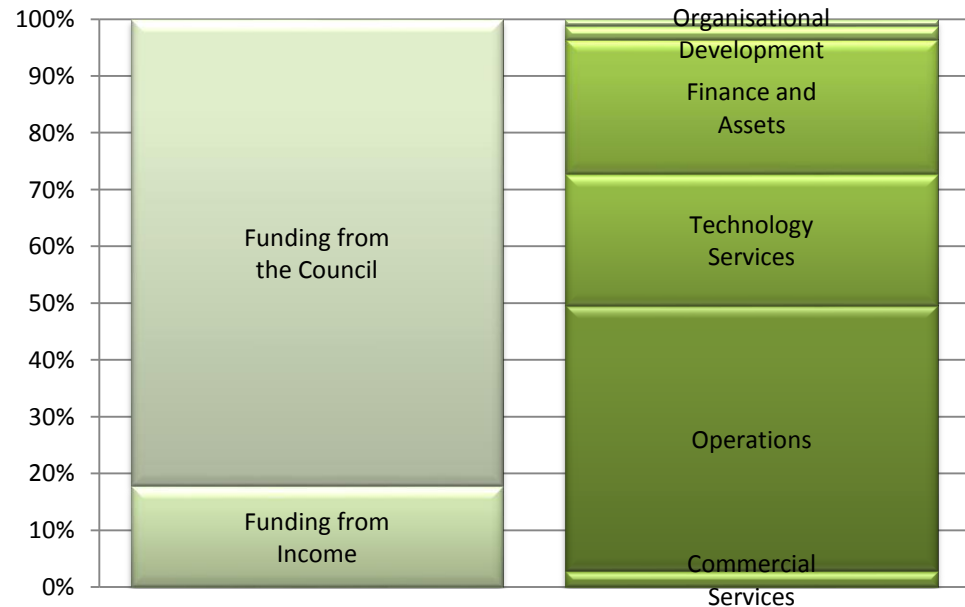 100%
90%
80%
70%
60%
50%
40%
30%
20%
10%
0%
Funding from
the Council
Funding from
Income
Organisational
Development
Finance and
Assets
Technology
Services
Operations
Commercial
Services